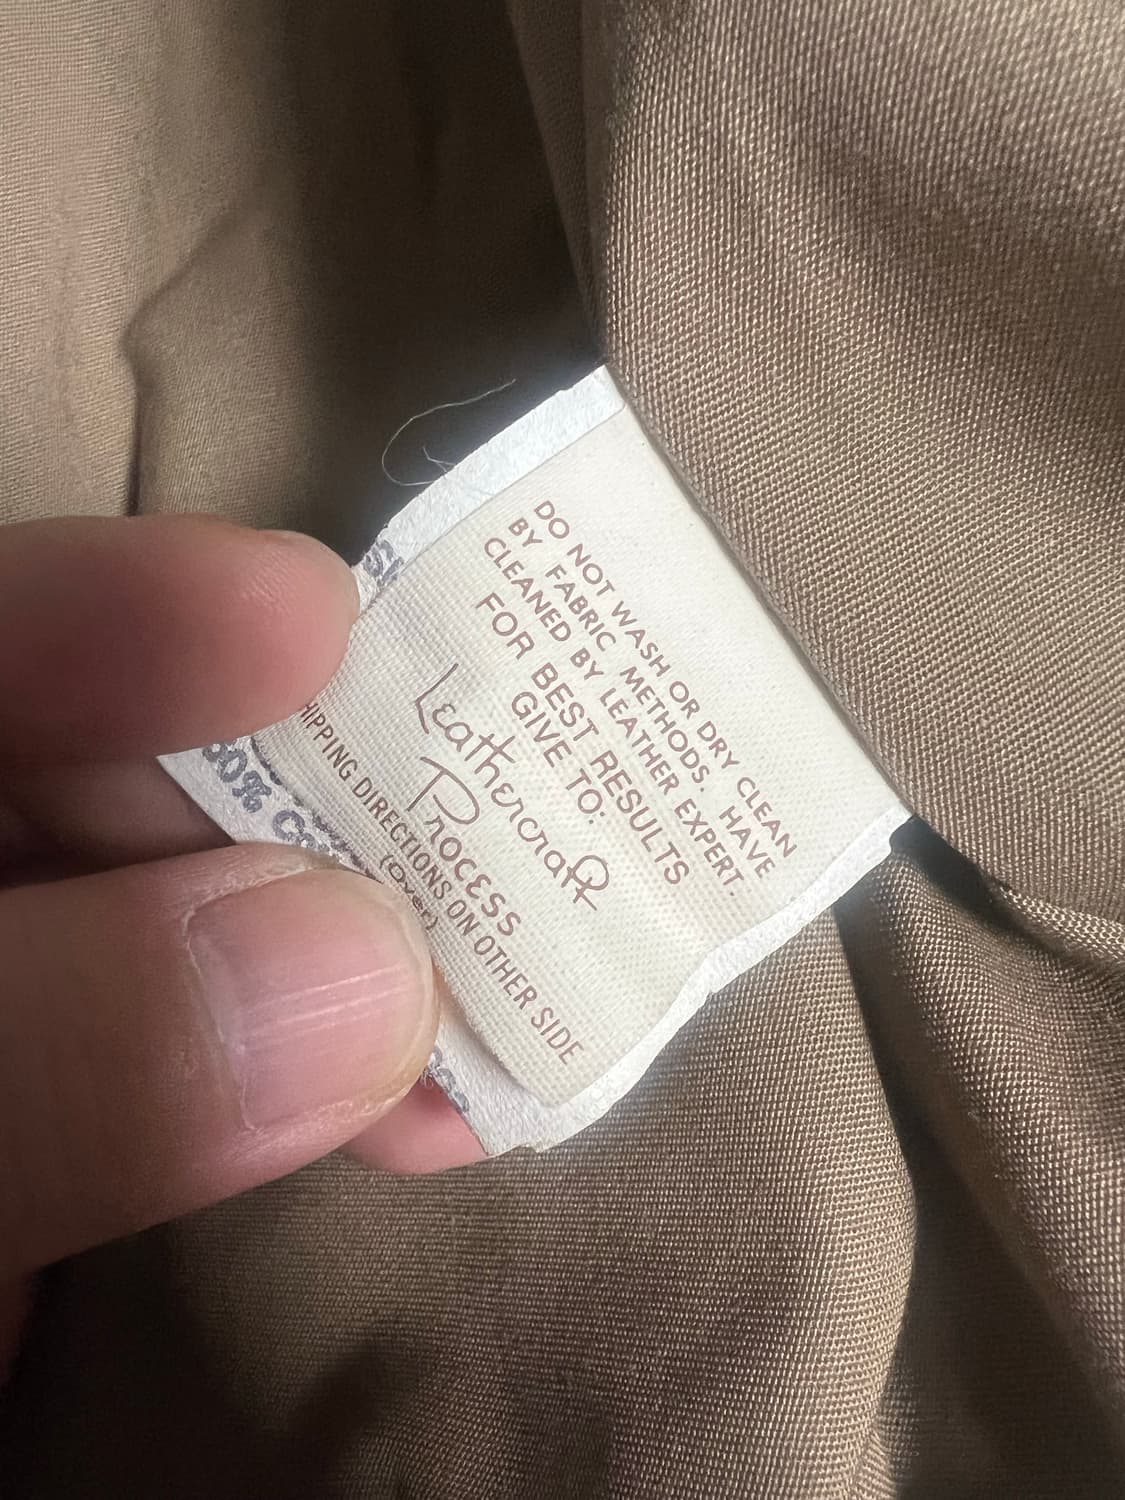 DO NOT WASH OR DRY CLEAN
BY FABRIC METHODS. HAVE
CLEANED BY LEATHER EXPERT.
FOR BEST RESULTS
GIVE TO:
Leathercraft
Process
HIPPING DIRECTIONS ON OTHER SIDE
(Over)